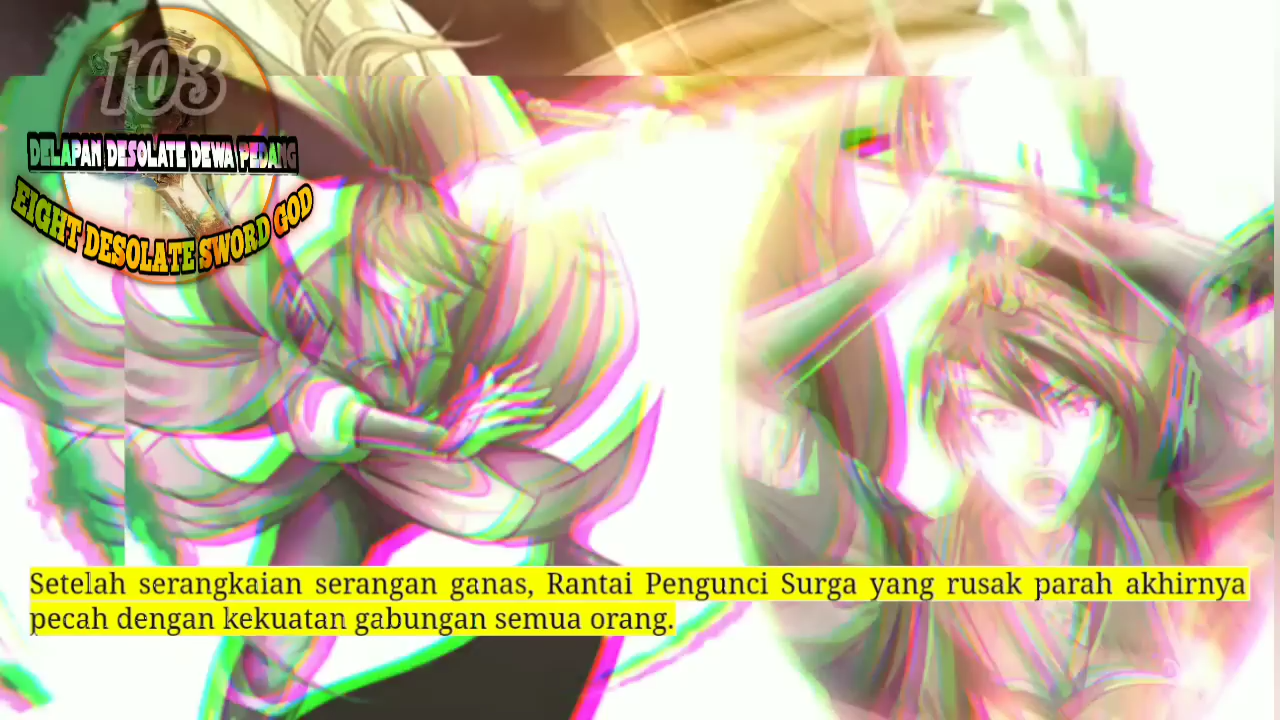 103
DELAPAN DESOLATE DEWA PEDANG
EIGHT DESOLATE SWORD GOD
Setelah serangkaian serangan ganas, Rantai Pengunci Surga yang rusak parah akhirnya
pecah dengan kekuatan gabungan semua orang.